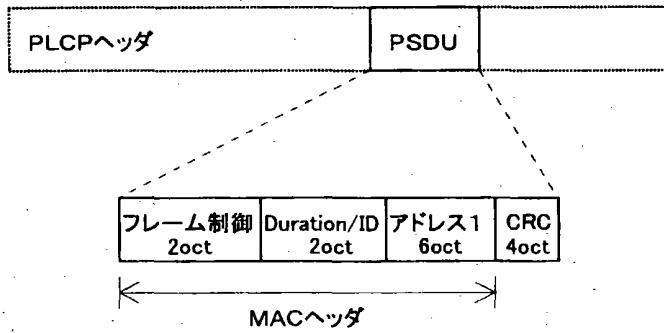 PLCPヘッダ
PSDU
フレーム制御
2oct
Duration/ID
2oct
アドレス1
6oct
CRC
4oct
MACヘッダ